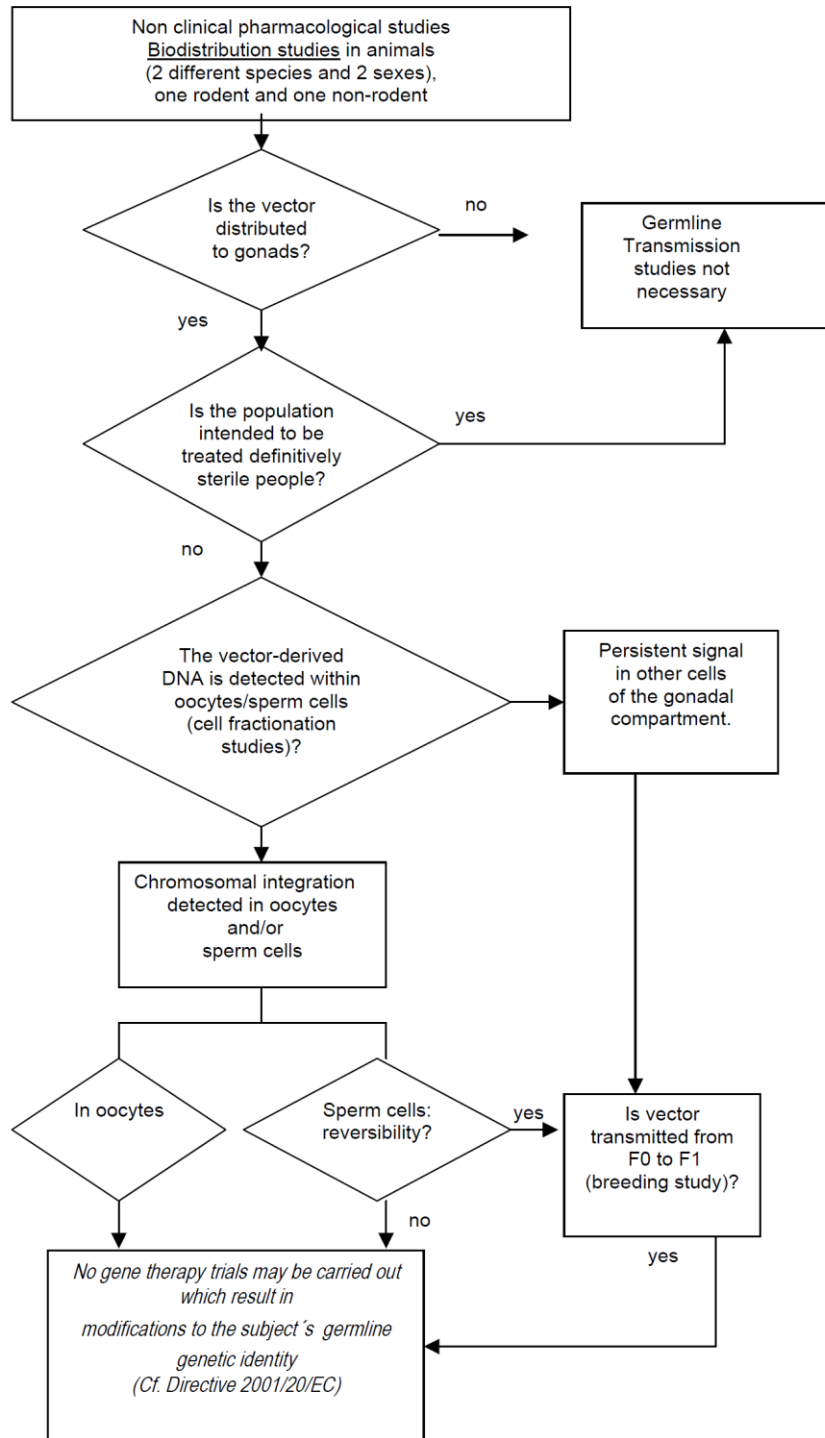 Non clinical pharmacological studies
Biodistribution studies in animals
(2 different species and 2 sexes),
one rodent and one non-rodent
Is the vector
distributed
to gonads?
no
Germline
Transmission
studies not
necessary
yes
Is the population
intended to be
treated definitively
sterile people?
yes
no
The vector-derived
DNA is detected within
oocytes/sperm cells
(cell fractionation
studies)?
Persistent signal
in other cells
of the gonadal
compartment.
Chromosomal integration
detected in oocytes
and/or
sperm cells
In oocytes
Sperm cells:
reversibility?
yes
Is vector
transmitted from
F0 to F1
(breeding study)?
no
yes
No gene therapy trials may be carried out
which result in
modifications to the subject´s germline
genetic identity
(Cf. Directive 2001/20/EC)